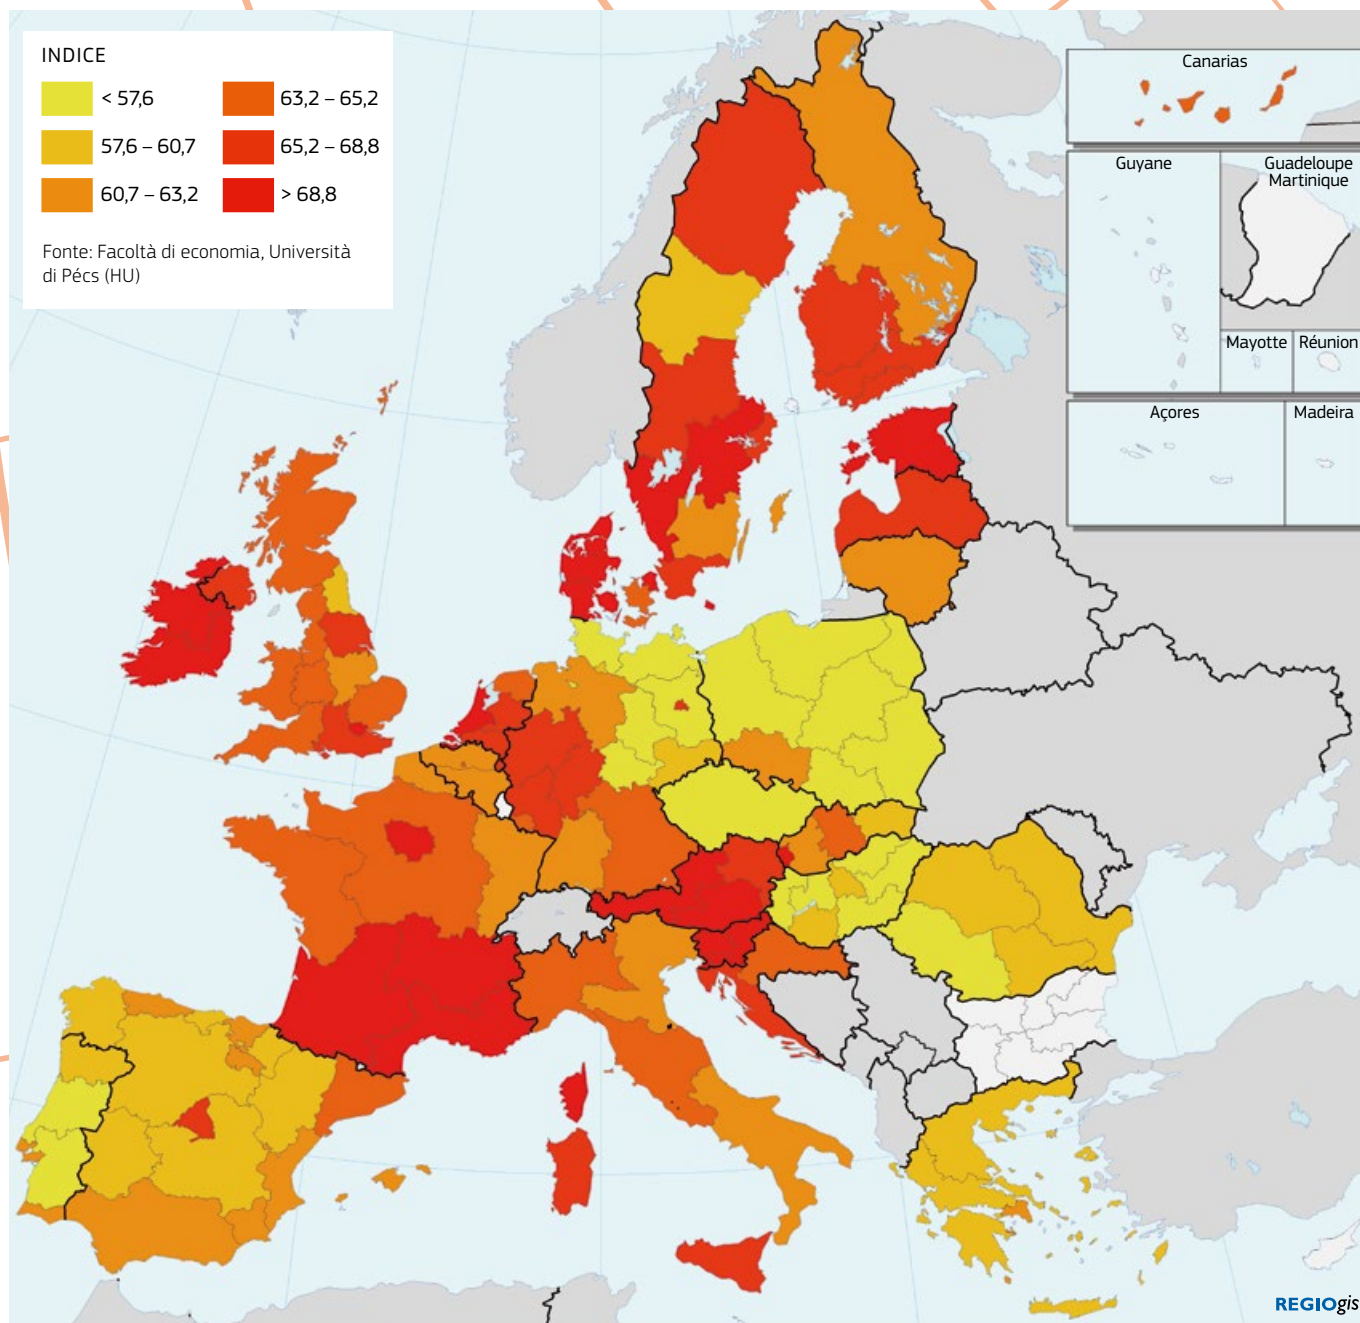 INDICE
< 57,6
57,6 – 60,7
60,7 – 63,2
63,2 – 65,2
65,2 – 68,8
> 68,8
Fonte: Facoltà di economia, Università
di Pécs (HU)
Canarias
Guyane
Guadeloupe
Martinique
Mayotte
Réunion
Açores
Madeira
REGIOgis